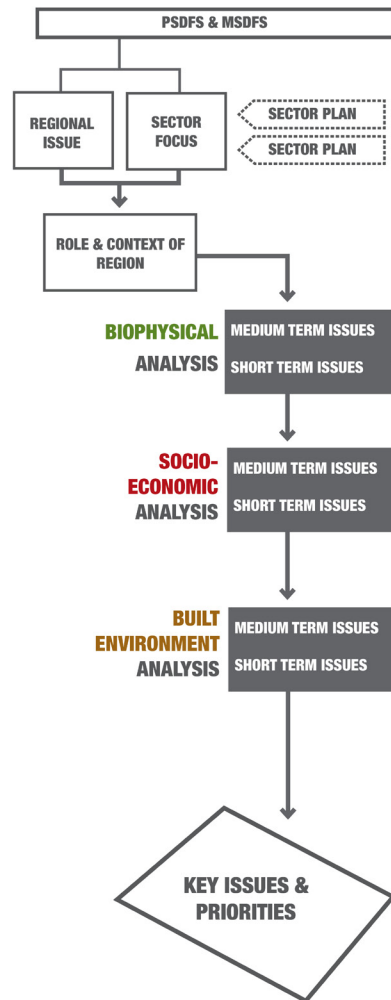 PSDFS & MSDFS
REGIONAL
ISSUE
SECTOR
FOCUS
SECTOR PLAN
SECTOR PLAN
ROLE & CONTEXT OF
REGION
BIOPHYSICAL
ANALYSIS
MEDIUM TERM ISSUES
SHORT TERM ISSUES
SOCIO-
ECONOMIC
ANALYSIS
MEDIUM TERM ISSUES
SHORT TERM ISSUES
BUILT
ENVIRONMENT
ANALYSIS
MEDIUM TERM ISSUES
SHORT TERM ISSUES
KEY ISSUES &
PRIORITIES